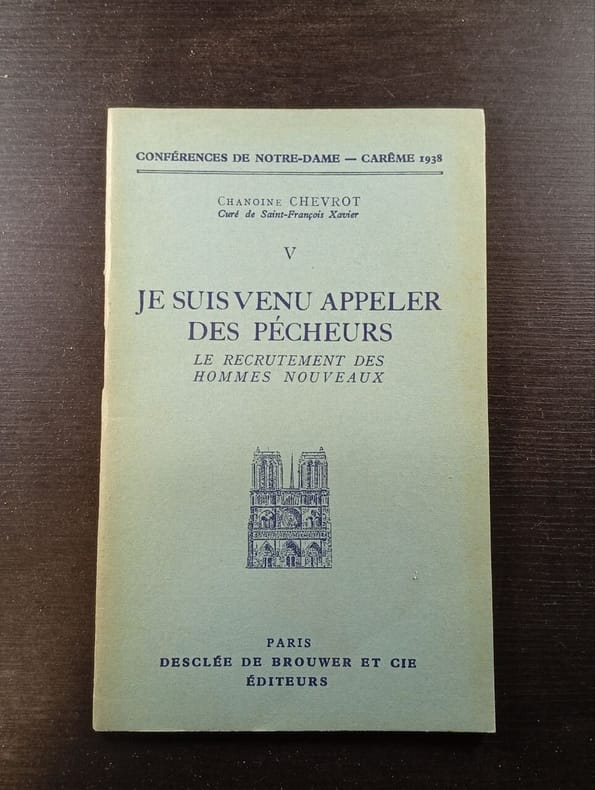 CONFÉRENCES DE NOTRE-DAME — CARÊME 1938
CHANOINE CHEVROT
Curé de Saint-François Xavier
V
JE SUIS VENU APPELER
DES PÉCHEURS
LE RECRUTEMENT DES
HOMMES NOUVEAUX
PARIS
DESCLÉE DE BROUWER ET CIE
ÉDITEURS